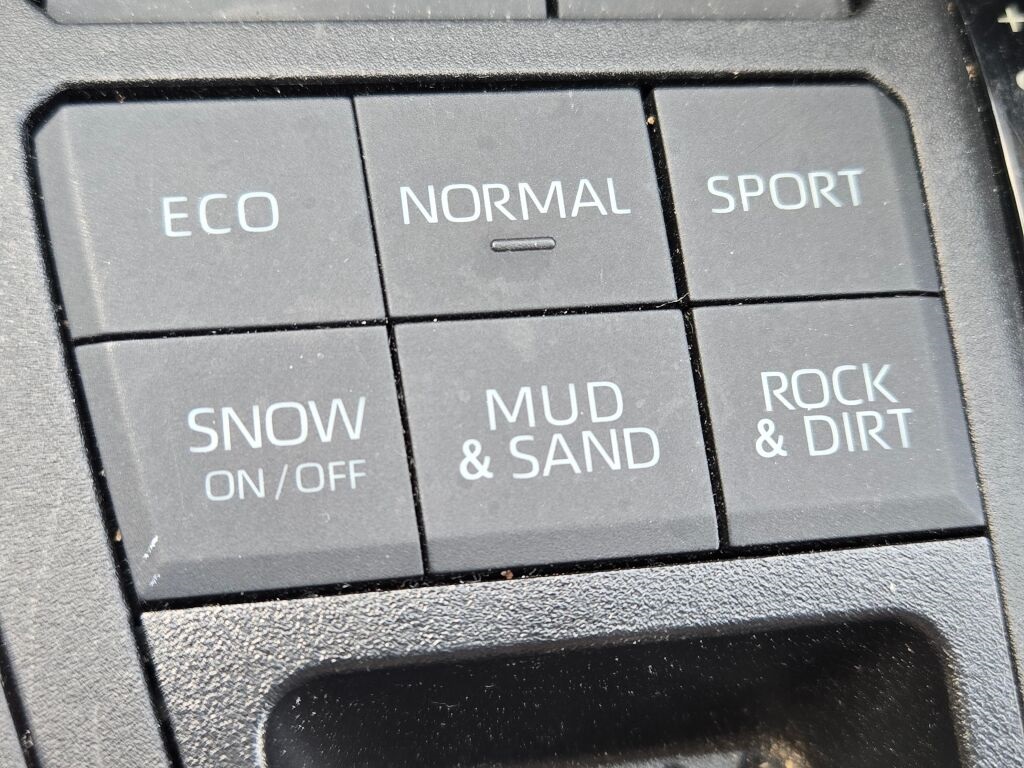 ECO
NORMAL
SPORT
SNOW
ON/OFF
MUD
& SAND
ROCK
& DIRT
+